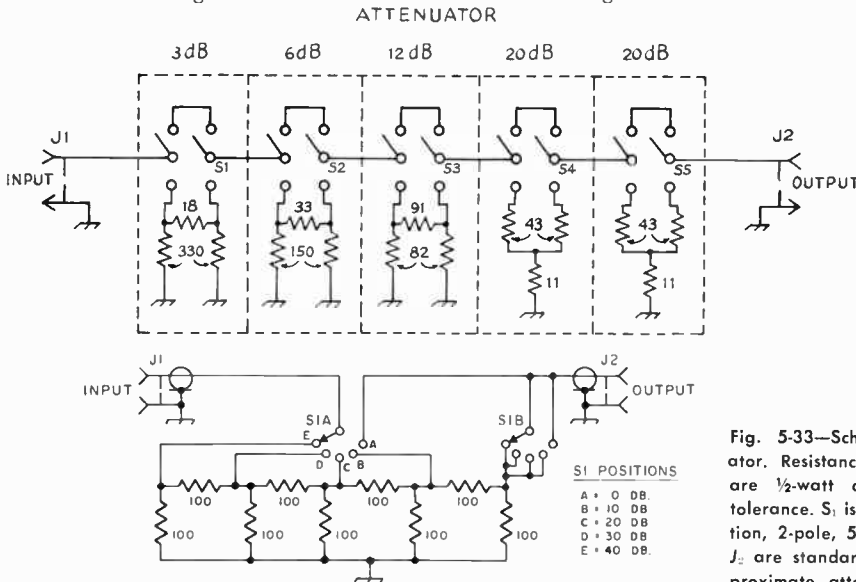 ATTENUATOR
3dB 6dB 12dB 20dB 20dB
J1 J2
S1 S2 S3 S4 S5
INPUT OUTPUT
18 33 91 43 43
330 150 82
11 11
J1 J2
INPUT OUTPUT
S1A S1B
E A
D C B
100 100 100 100
100 100 100 100 100
S1 POSITIONS
A = 0 DB.
B = 10 DB
C = 20 DB
D = 30 DB
E = 40 DB.
Fig. 5-33—Sch
ator. Resistanc
are ½-watt c
tolerance. S₁ is
tion, 2-pole, 5
J₂ are standar
proximate atte